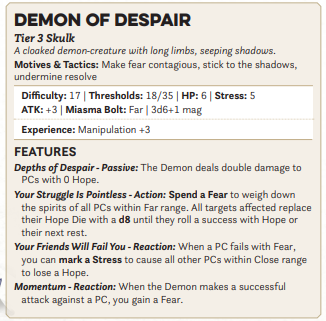 DEMON OF DESPAIR
Tier 3 Skulk
A cloaked demon-creature with long limbs, seeping shadows.
Motives & Tactics: Make fear contagious, stick to the shadows,
undermine resolve
Difficulty: 17 | Thresholds: 18/35 | HP: 6 | Stress: 5
ATK: +3 | Miasma Bolt: Far | 3d6+1 mag
Experience: Manipulation +3
FEATURES
Depths of Despair - Passive: The Demon deals double damage to
PCs with 0 Hope.
Your Struggle Is Pointless - Action: Spend a Fear to weigh down
the spirits of all PCs within Far range. All targets affected replace
their Hope Die with a d8 until they roll a success with Hope or
their next rest.
Your Friends Will Fail You - Reaction: When a PC fails with Fear,
you can mark a Stress to cause all other PCs within Close range
to lose a Hope.
Momentum - Reaction: When the Demon makes a successful
attack against a PC, you gain a Fear.